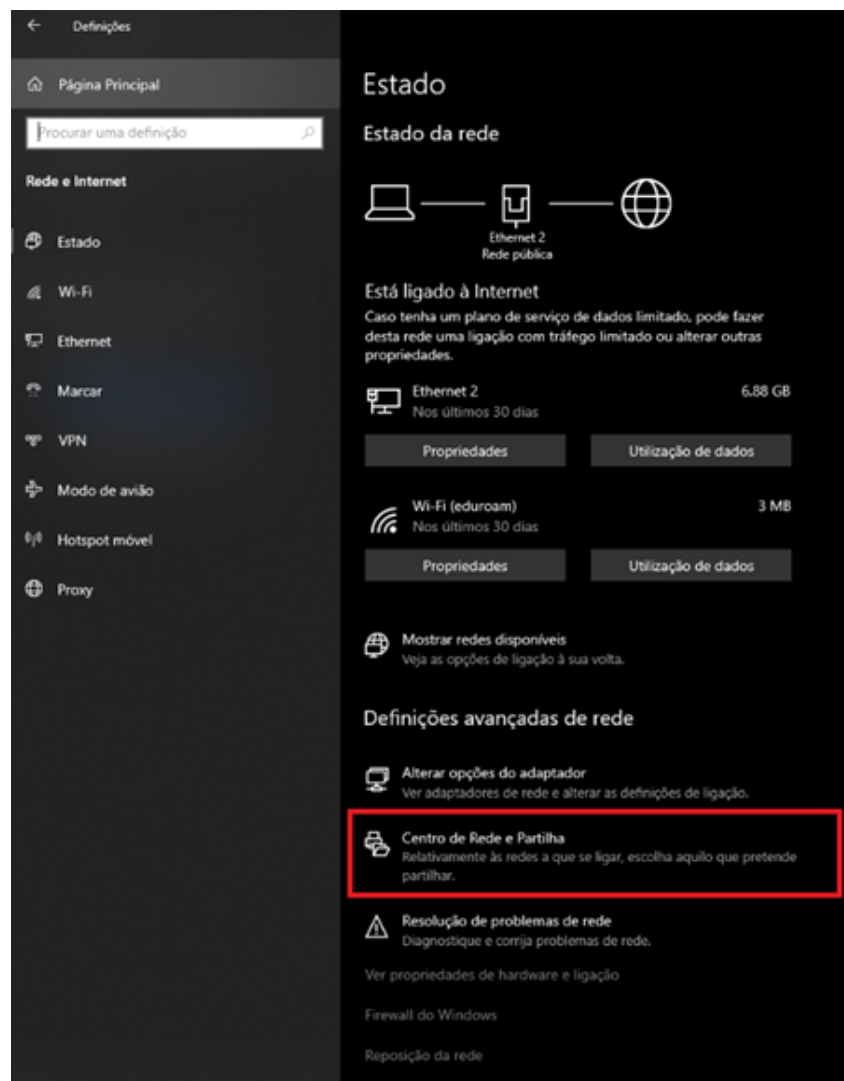 Definições
Página Principal
Procurar uma definição
Rede e Internet
Estado
Wi-Fi
Ethernet
Marcar
VPN
Modo de avião
Hotspot móvel
Proxy
Estado
Estado da rede
Ethernet 2
Rede pública
Está ligado à Internet
Caso tenha um plano de serviço de dados limitado, pode fazer
desta rede uma ligação com tráfego limitado ou alterar outras
propriedades.
Ethernet 2
6.88 GB
Nos últimos 30 dias
Propriedades
Utilização de dados
Wi-Fi (eduroam)
3 MB
Nos últimos 30 dias
Propriedades
Utilização de dados
Mostrar redes disponíveis
Veja as opções de ligação à sua volta.
Definições avançadas de rede
Alterar opções do adaptador
Ver adaptadores de rede e alterar as definições de ligação.
Centro de Rede e Partilha
Relativamente às redes a que se ligar, escolha aquilo que pretende
partilhar.
Resolução de problemas de rede
Diagnostique e corrija problemas de rede.
Ver propriedades de hardware e ligação
Firewall do Windows
Reposição da rede